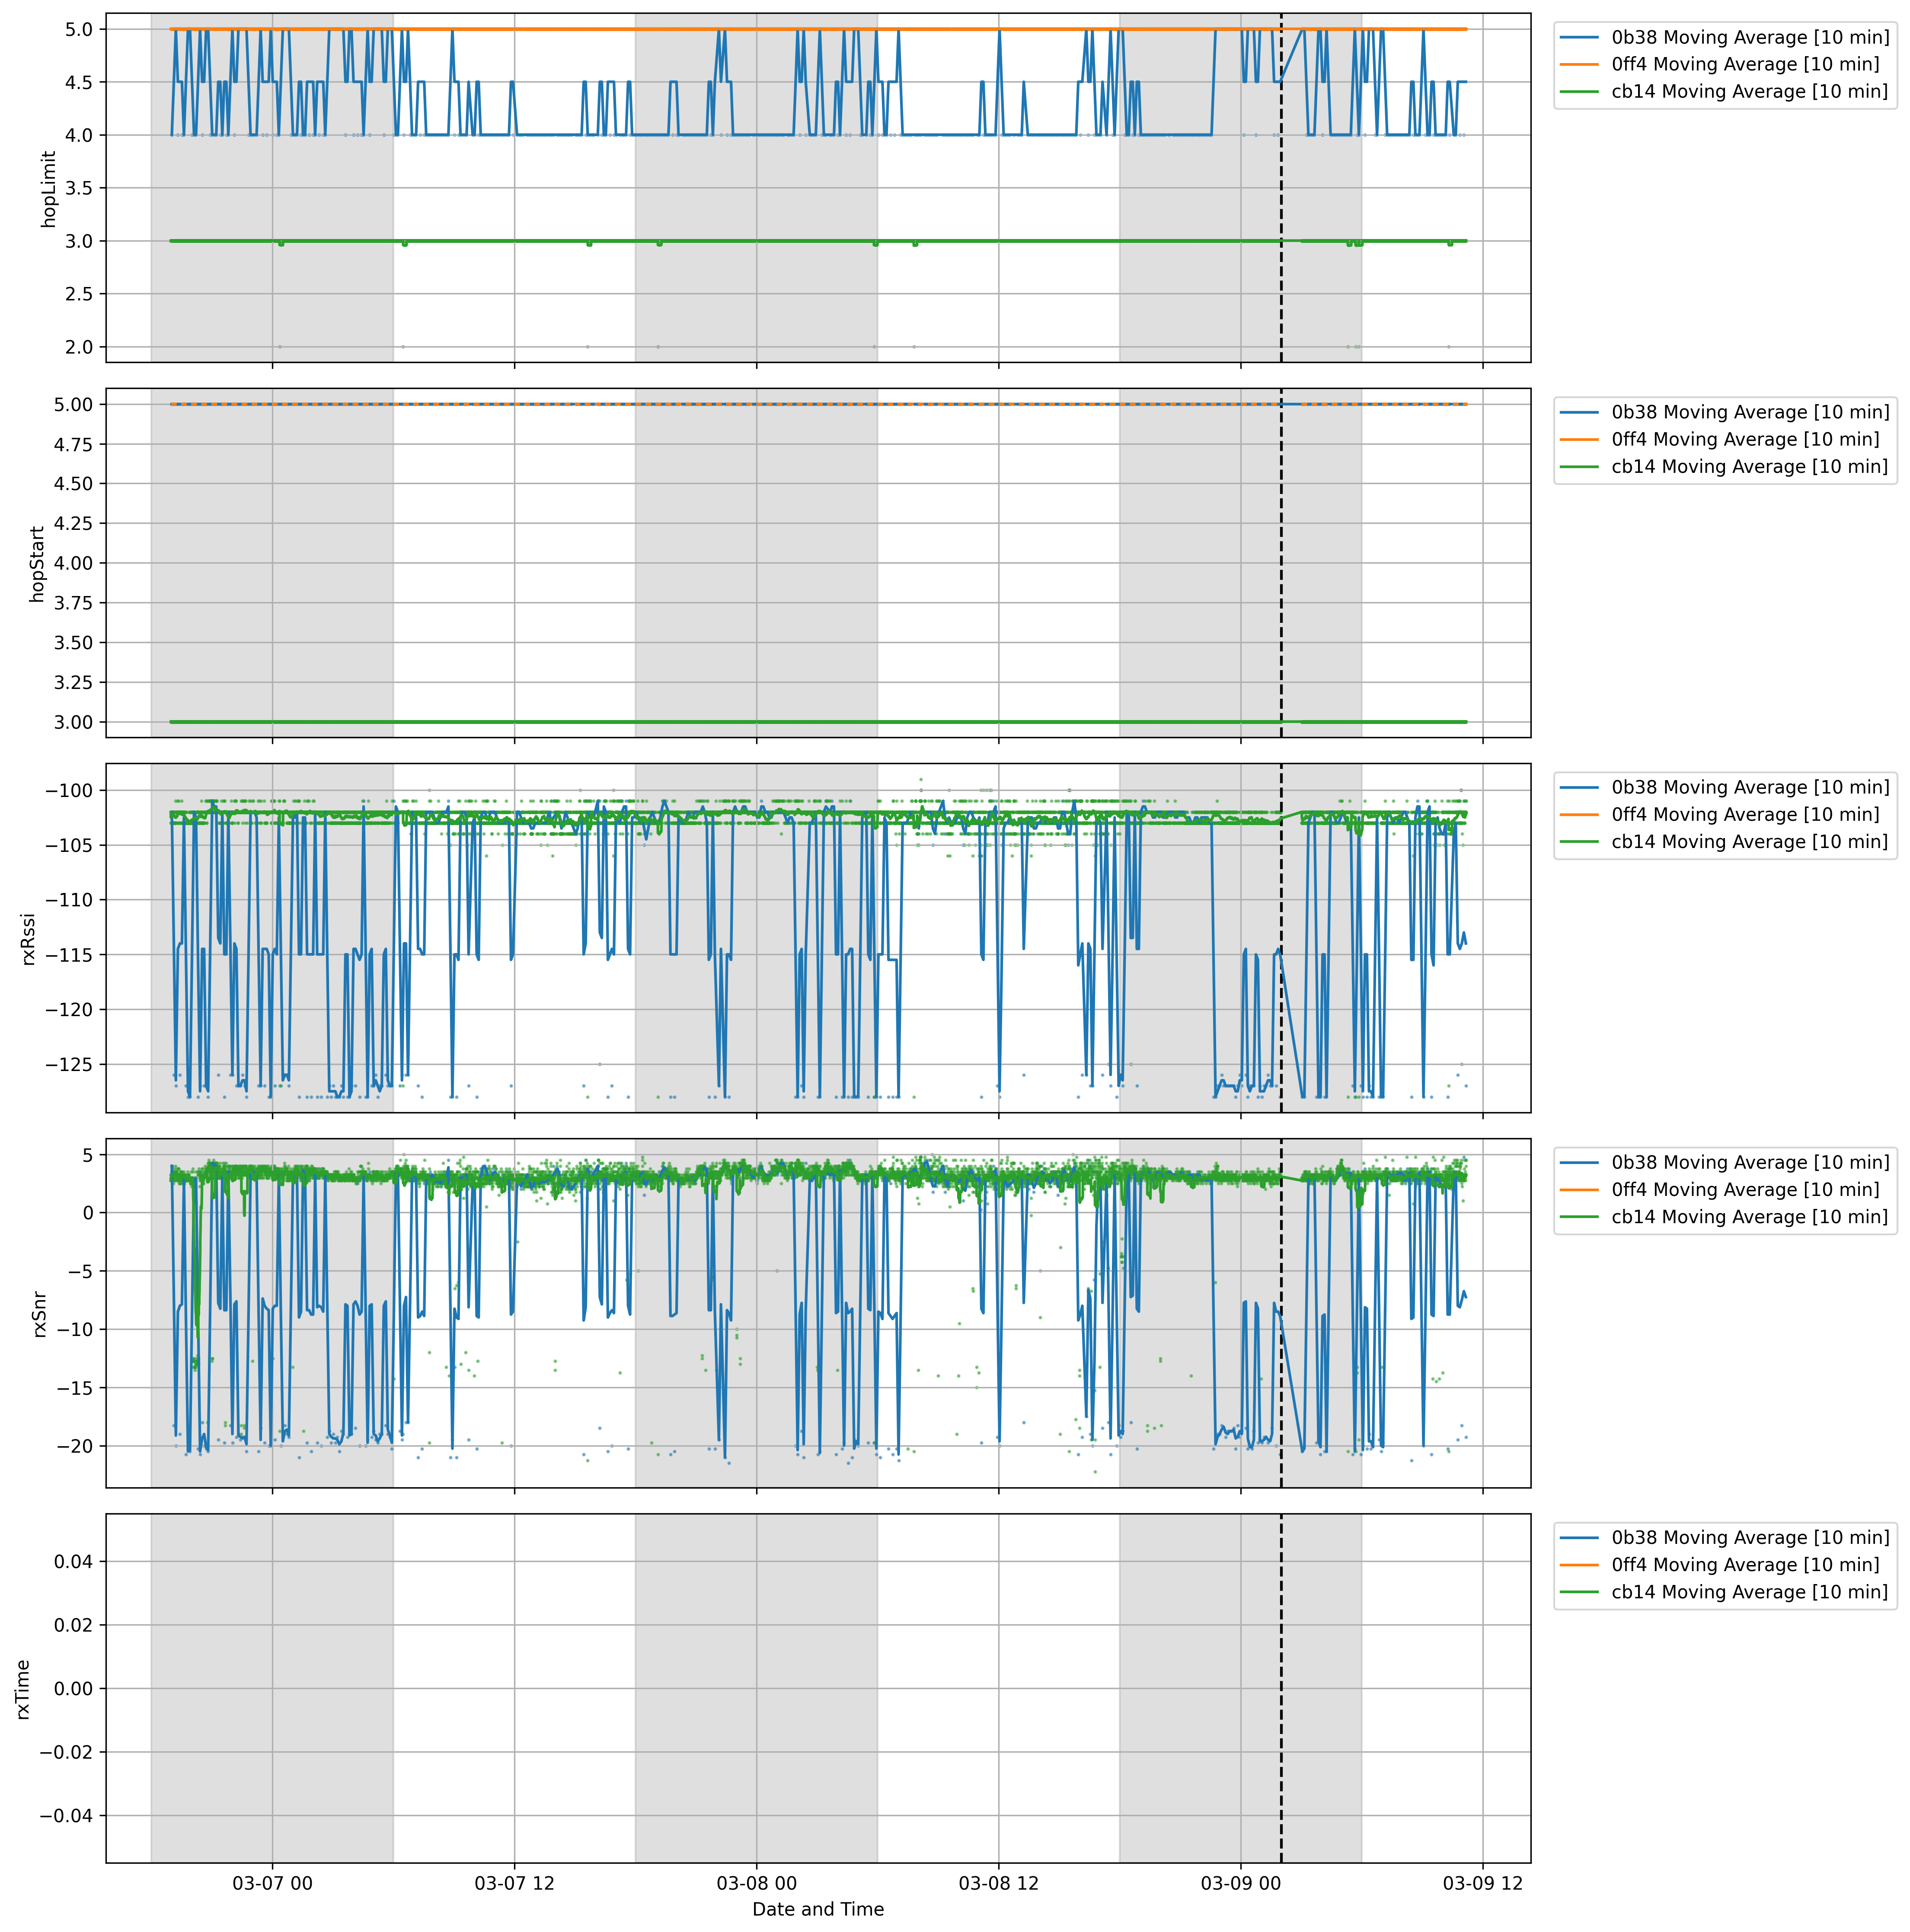 5.0
4.5
4.0
3.5
3.0
2.5
2.0
hopLimit
0b38 Moving Average [10 min]
0ff4 Moving Average [10 min]
cb14 Moving Average [10 min]
5.00
4.75
4.50
4.25
4.00
3.75
3.50
3.25
3.00
hopStart
0b38 Moving Average [10 min]
0ff4 Moving Average [10 min]
cb14 Moving Average [10 min]
−100
−105
−110
−115
−120
−125
rxRssi
0b38 Moving Average [10 min]
0ff4 Moving Average [10 min]
cb14 Moving Average [10 min]
5
0
−5
−10
−15
−20
rxSnr
0b38 Moving Average [10 min]
0ff4 Moving Average [10 min]
cb14 Moving Average [10 min]
0.04
0.02
0.00
−0.02
−0.04
rxTime
0b38 Moving Average [10 min]
0ff4 Moving Average [10 min]
cb14 Moving Average [10 min]
03-07 00 03-07 12 03-08 00 03-08 12 03-09 00 03-09 12
Date and Time